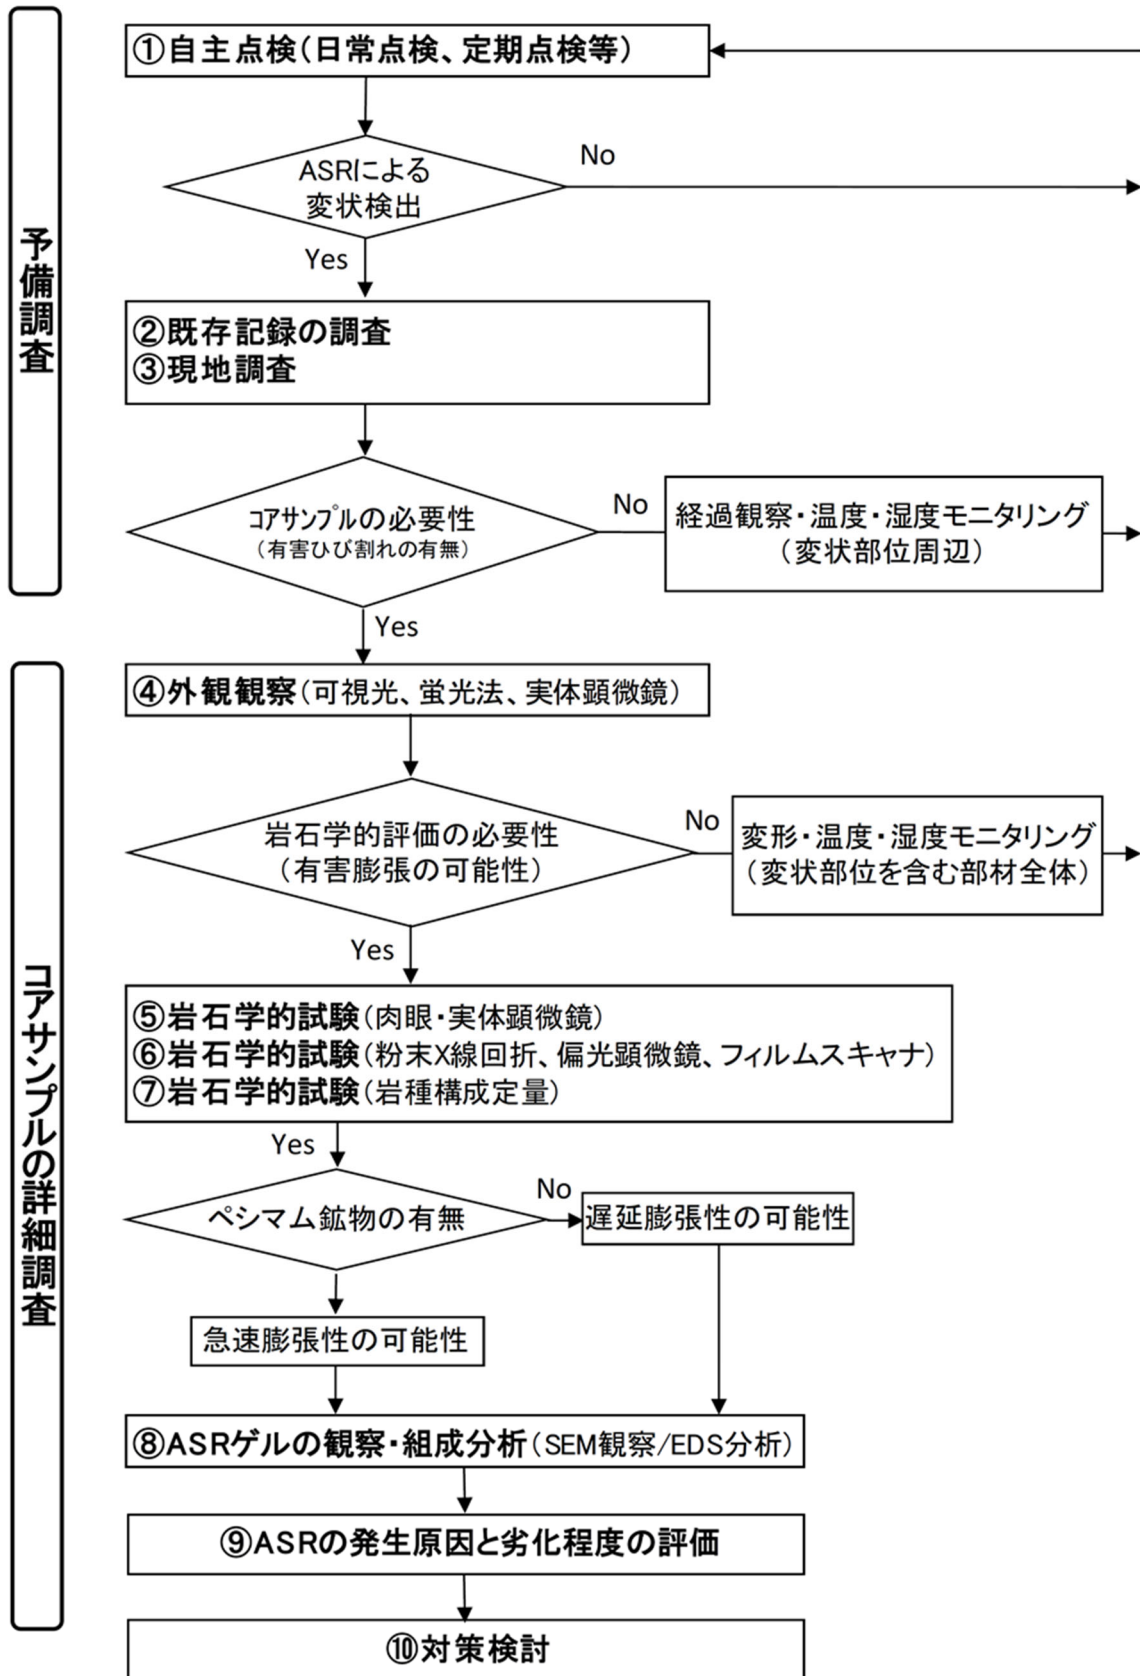 予備調査
①自主点検(日常点検、定期点検等)
ASRによる
変状検出
No
Yes
②既存記録の調査
③現地調査
コアサンプルの必要性
(有害ひび割れの有無)
No
経過観察・温度・湿度モニタリング
(変状部位周辺)
Yes
コアサンプルの詳細調査
④外観観察(可視光、蛍光法、実体顕微鏡)
岩石学的評価の必要性
(有害膨張の可能性)
No
変形・温度・湿度モニタリング
(変状部位を含む部材全体)
Yes
⑤岩石学的試験(肉眼・実体顕微鏡)
⑥岩石学的試験(粉末X線回折、偏光顕微鏡、フィルムスキャナ)
⑦岩石学的試験(岩種構成定量)
Yes
ペシマム鉱物の有無
No
遅延膨張性の可能性
急速膨張性の可能性
⑧ASRゲルの観察・組成分析(SEM観察/EDS分析)
⑨ASRの発生原因と劣化程度の評価
⑩対策検討